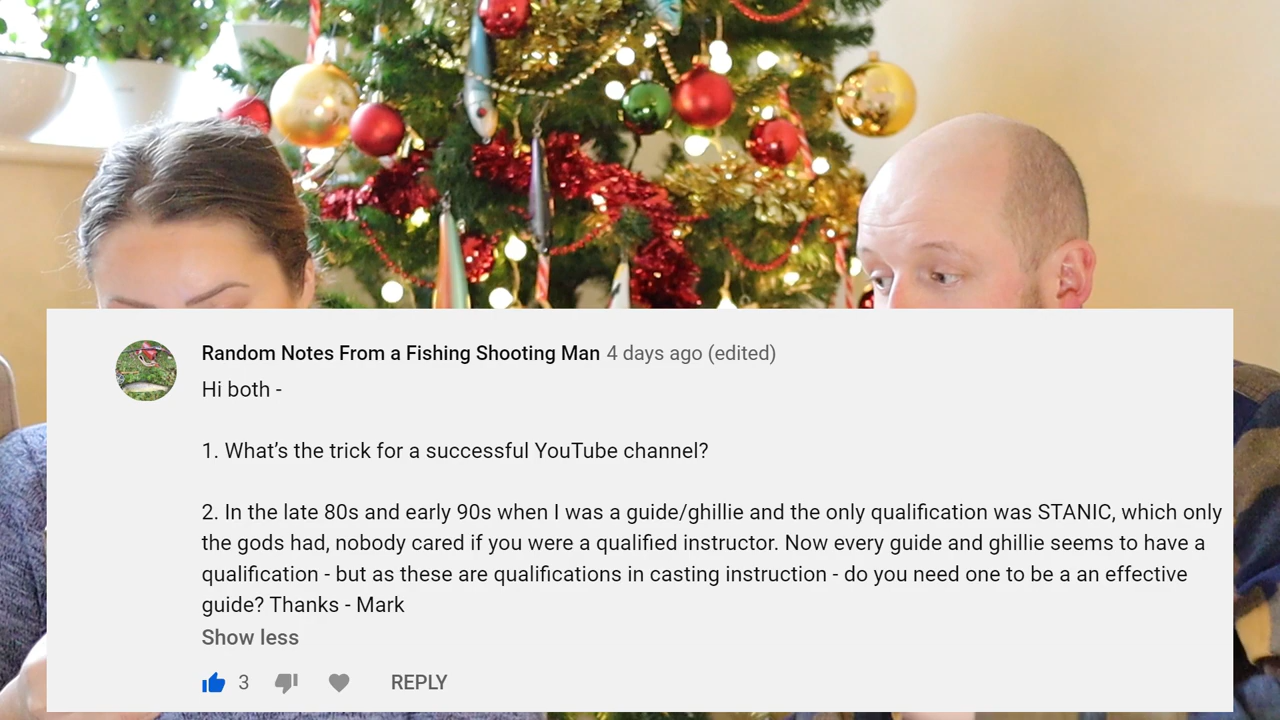 Random Notes From a Fishing Shooting Man 4 days ago (edited)
Hi both -
1. What's the trick for a successful YouTube channel?
2. In the late 80s and early 90s when I was a guide/ghillie and the only qualification was STANIC, which only
the gods had, nobody cared if you were a qualified instructor. Now every guide and ghillie seems to have a
qualification - but as these are qualifications in casting instruction - do you need one to be a an effective
guide? Thanks - Mark
Show less
3 REPLY